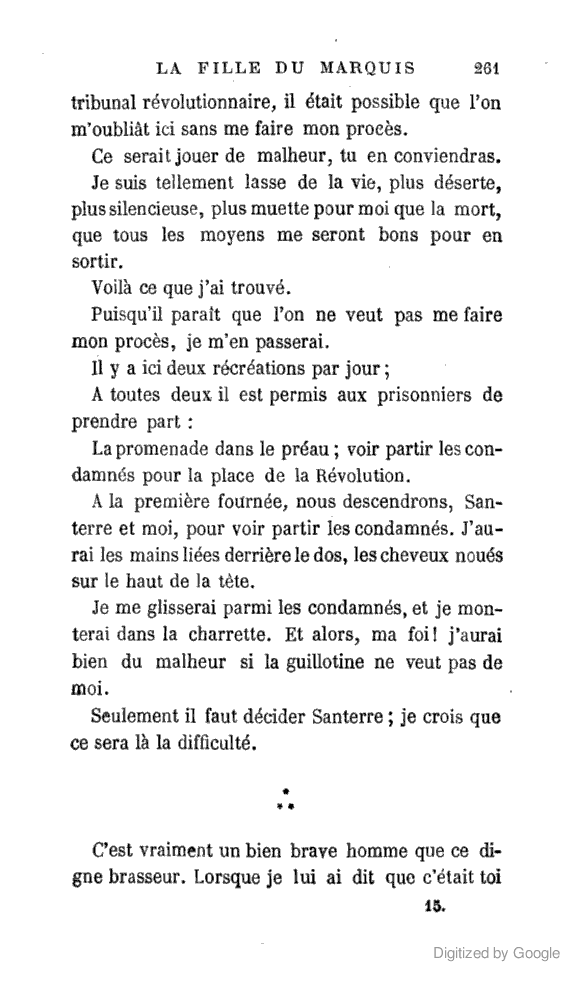 LA FILLE DU MARQUIS 261
tribunal révolutionnaire, il était possible que l'on
m'oubliât ici sans me faire mon procès.
Ce serait jouer de malheur, tu en conviendras.
Je suis tellement lasse de la vie, plus déserte,
plus silencieuse, plus muette pour moi que la mort,
que tous les moyens me seront bons pour en
sortir.
Voilà ce que j'ai trouvé.
Puisqu'il paraît que l'on ne veut pas me faire
mon procès, je m'en passerai.
Il y a ici deux récréations par jour ;
A toutes deux il est permis aux prisonniers de
prendre part :
La promenade dans le préau ; voir partir les con-
damnés pour la place de la Révolution.
A la première fournée, nous descendrons, San-
terre et moi, pour voir partir les condamnés. J'au-
rai les mains liées derrière le dos, les cheveux noués
sur le haut de la tête.
Je me glisserai parmi les condamnés, et je mon-
terai dans la charrette. Et alors, ma foi! j'aurai
bien du malheur si la guillotine ne veut pas de
moi.
Seulement il faut décider Santerre ; je crois que
ce sera là la difficulté.
*
* *
C'est vraiment un bien brave homme que ce di-
gne brasseur. Lorsque je lui ai dit que c'était toi
15.
Digitized by Google